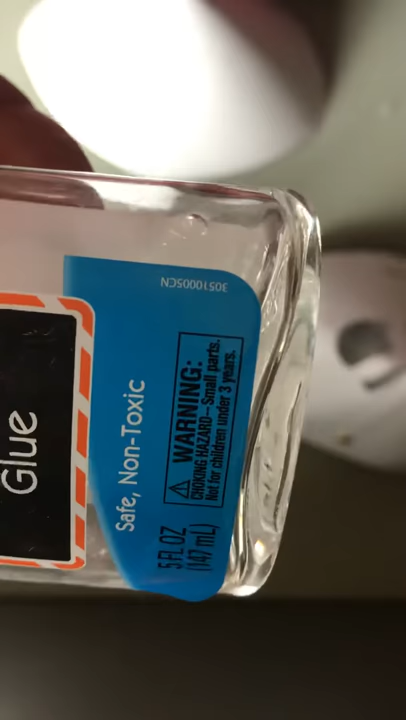 Glue
Safe, Non-Toxic
5 FL OZ
(147 mL)
WARNING:
CHOKING HAZARD—Small parts.
Not for children under 3 years.
30510005CN